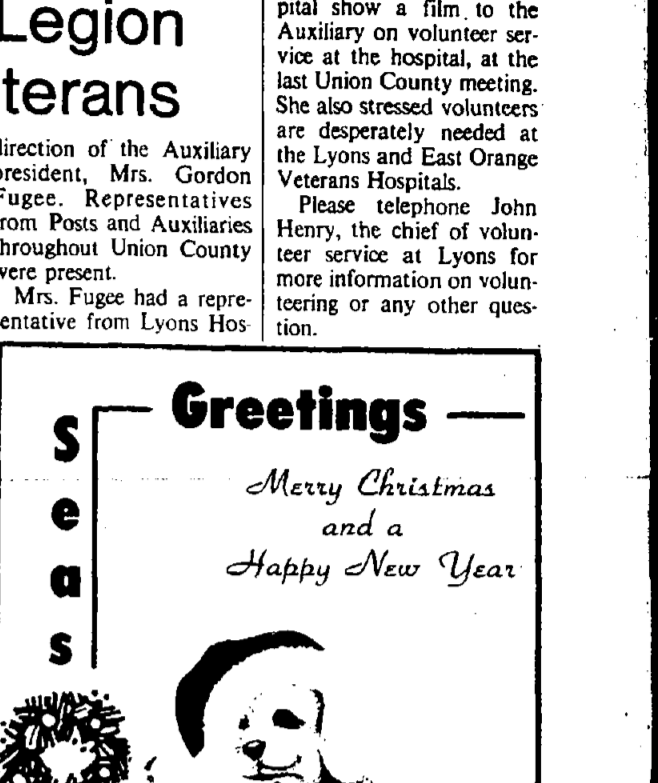 Legion
terans
direction of the Auxiliary
president, Mrs. Gordon
Fugee. Representatives
from Posts and Auxiliaries
throughout Union County
were present.
Mrs. Fugee had a repre-
entative from Lyons Hos-
pital show a film to the
Auxiliary on volunteer ser-
vice at the hospital, at the
last Union County meeting.
She also stressed volunteers
are desperately needed at
the Lyons and East Orange
Veterans Hospitals.
Please telephone John
Henry, the chief of volun-
teer service at Lyons for
more information on volun-
teering or any other ques-
tion.
Greetings
Seas
Merry Christmas
and a
Happy New Year